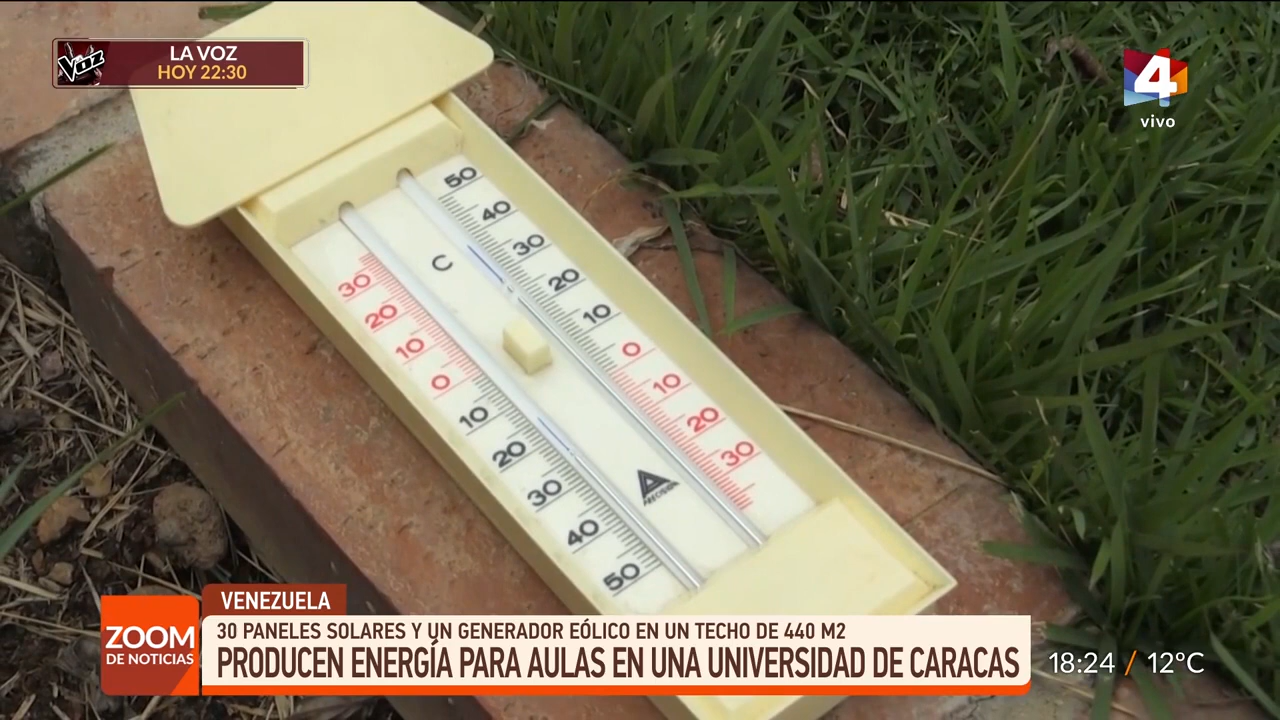 LA VOZ
HOY 22:30
Voz
4
vivo
C
50
40
30
20
10
0
10
20
30
30
20
10
0
10
20
30
40
50
VENEZUELA
ZOOM
DE NOTICIAS
30 PANELES SOLARES Y UN GENERADOR EÓLICO EN UN TECHO DE 440 M2
PRODUCEN ENERGÍA PARA AULAS EN UNA UNIVERSIDAD DE CARACAS
18:24 / 12°C